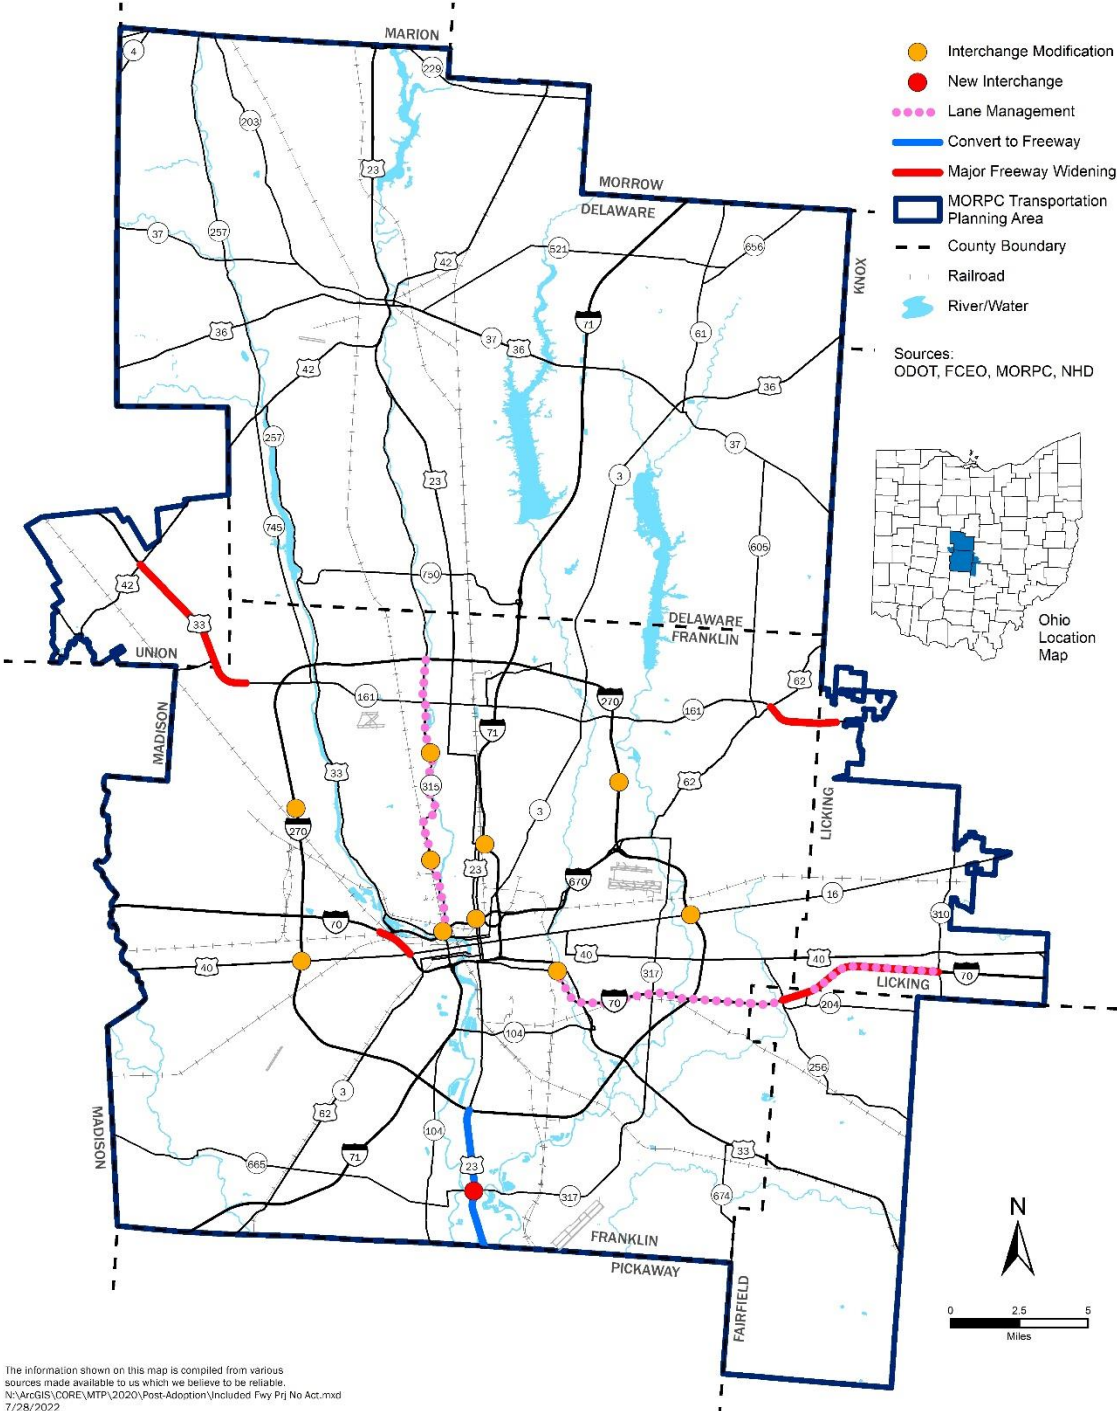 MARION
4
229
Interchange Modification
New Interchange
Lane Management
203
Convert to Freeway
23
Major Freeway Widening
MORROW
DELAWARE
MORPC Transportation
Planning Area
37
257
521
656
County Boundary
42
KNOX
Railroad
River/Water
71
36
37
36
61
Sources:
ODOT, FCEO, MORPC, NHD
42
36
257
37
23
3
745
605
750
42
33
DELAWARE
FRANKLIN
Ohio
Location
Map
UNION
62
161
270
161
71
MADISON
33
315
62
3
LICKING
270
23
670
16
310
70
40
40
40
317
70
LICKING
70
204
104
256
3
62
MADISON
104
71
23
33
665
317
674
N
FRANKLIN
PICKAWAY
FAIRFIELD
0 2.5 5
Miles
The information shown on this map is compiled from various
sources made available to us which we believe to be reliable.
N:\ArcGIS\CORE\MTP\2020\Post-Adoption\Included Fwy Prj No Act.mxd
7/28/2022